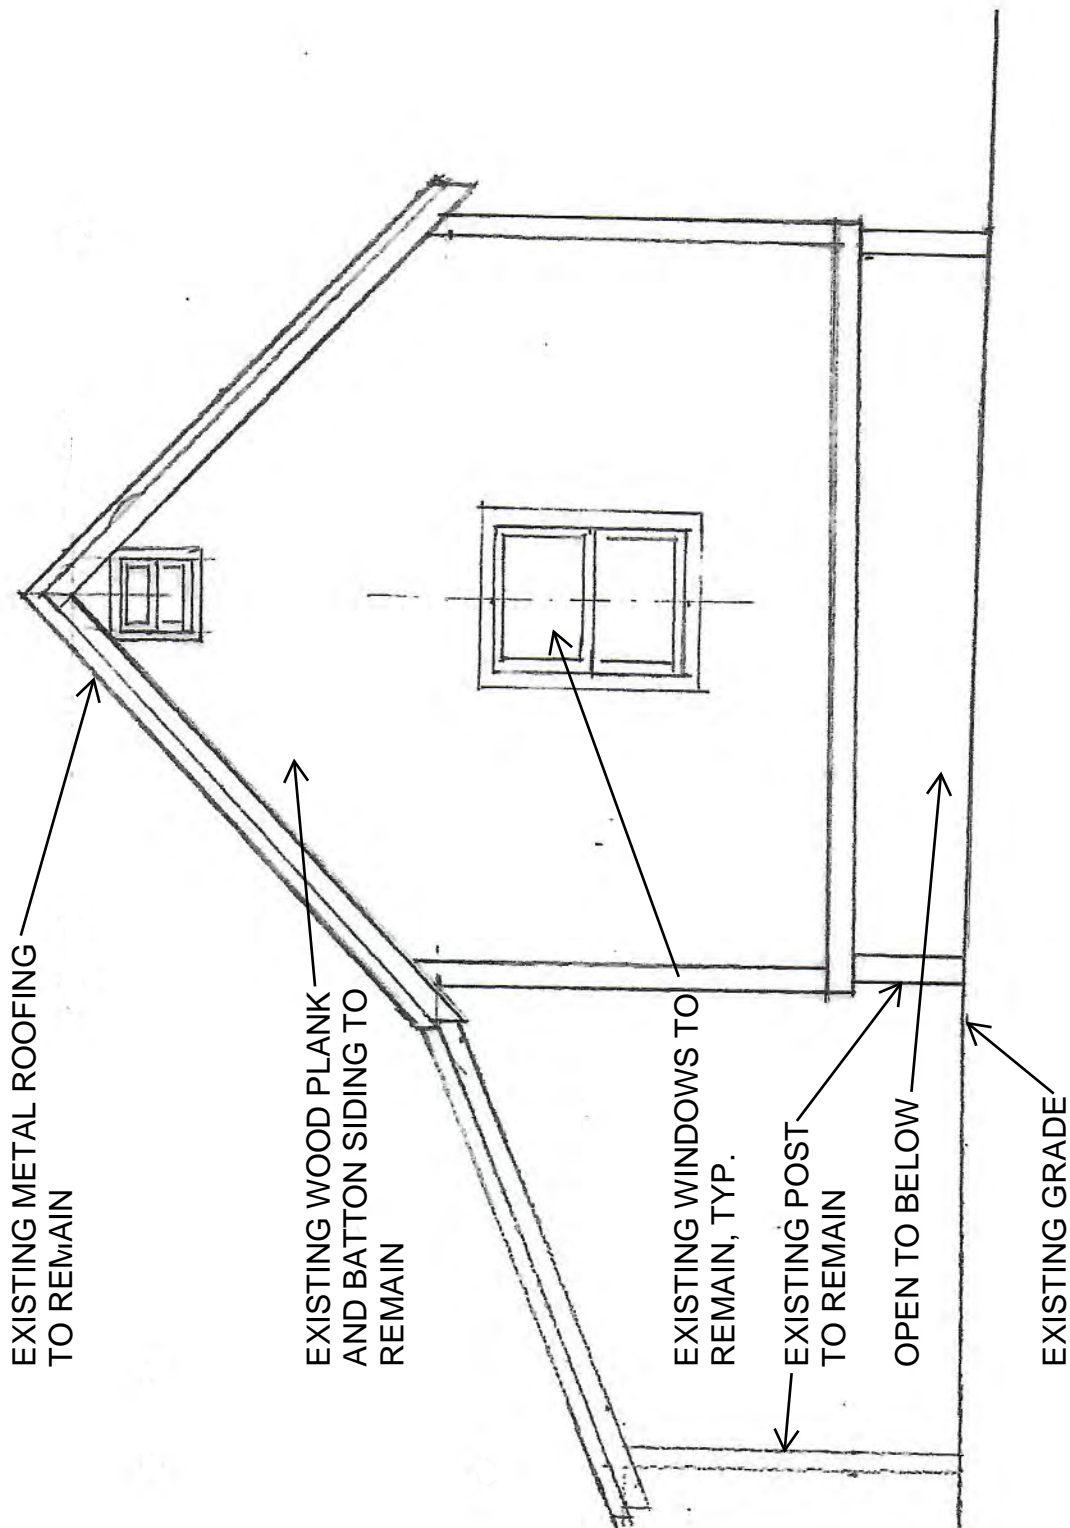 EXISTING METAL ROOFING
TO REMAIN
EXISTING WOOD PLANK
AND BATTON SIDING TO
REMAIN
EXISTING WINDOWS TO
REMAIN, TYP.
EXISTING POST
TO REMAIN
OPEN TO BELOW
EXISTING GRADE